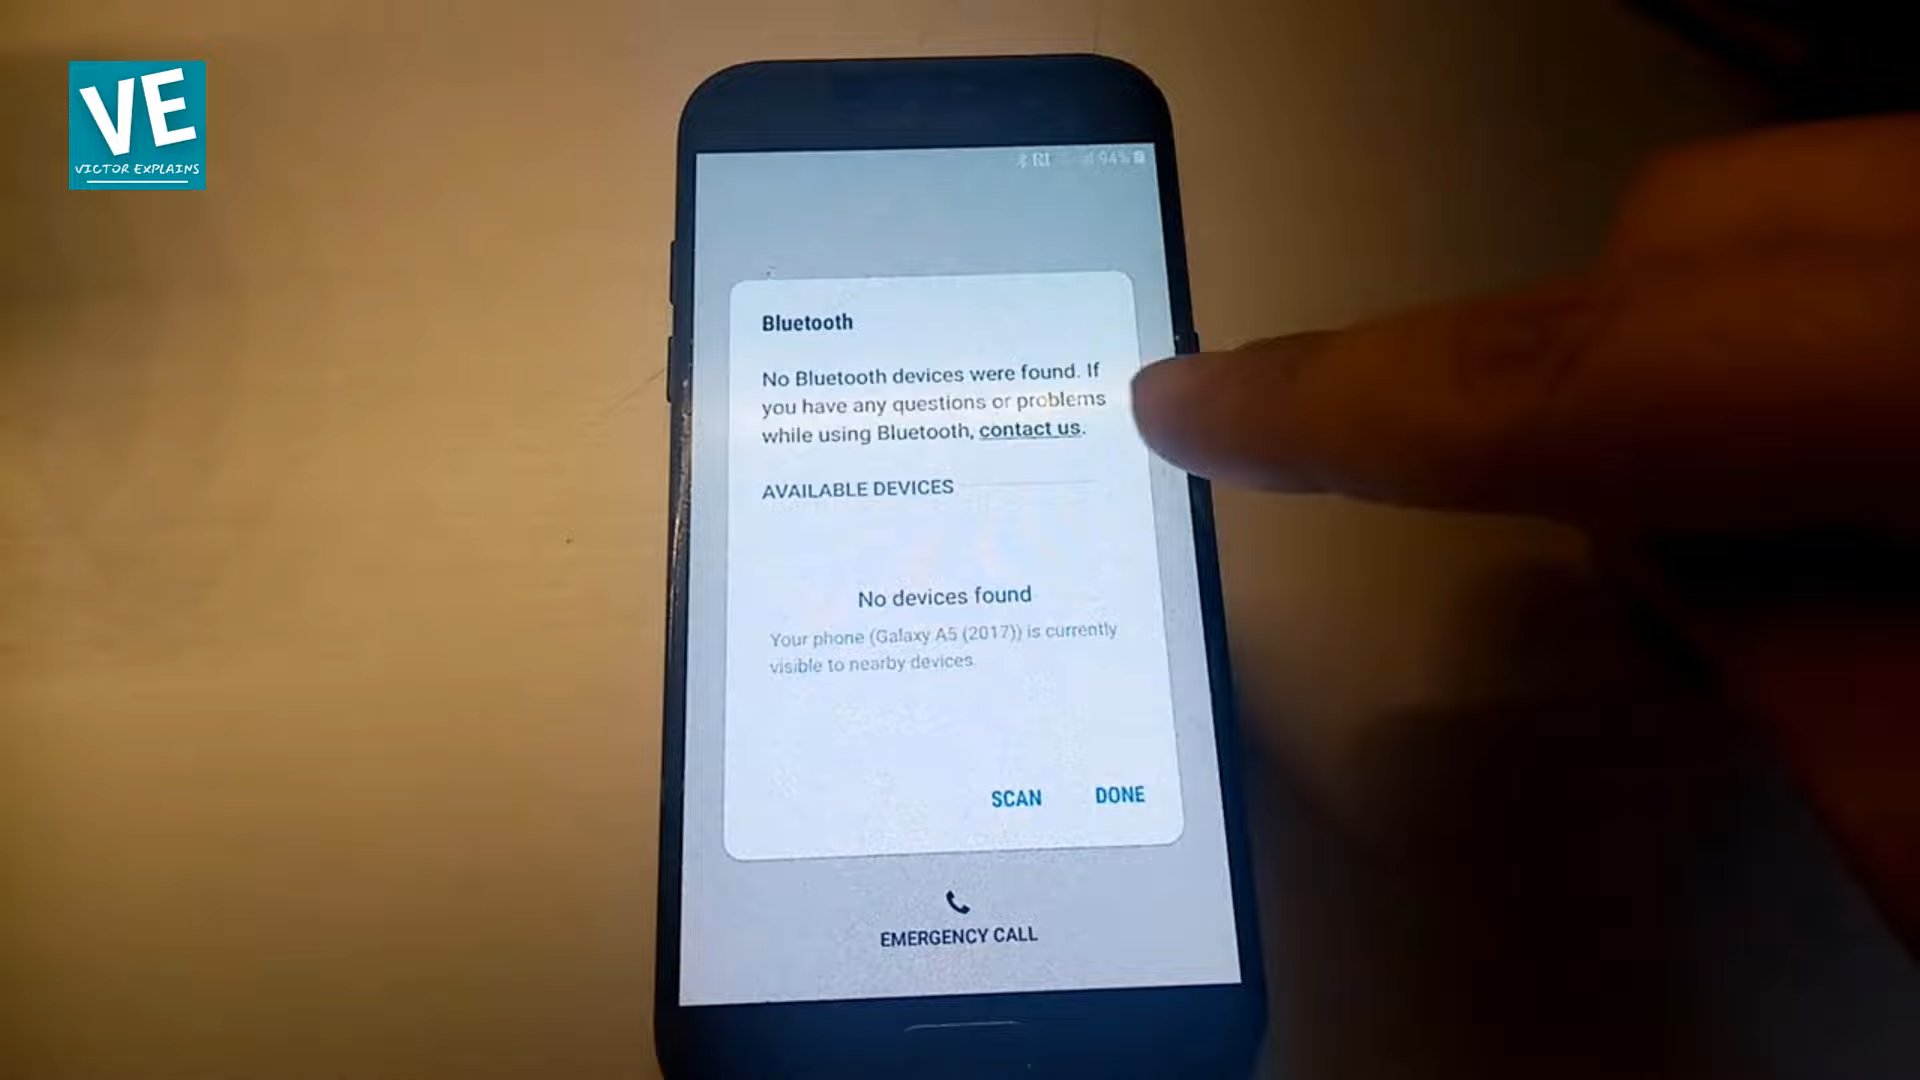 VE
VICTOR EXPLAINS
94%
Bluetooth
No Bluetooth devices were found. If
you have any questions or problems
while using Bluetooth, contact us.
AVAILABLE DEVICES
No devices found
Your phone (Galaxy A5 (2017)) is currently
visible to nearby devices.
SCAN DONE
EMERGENCY CALL